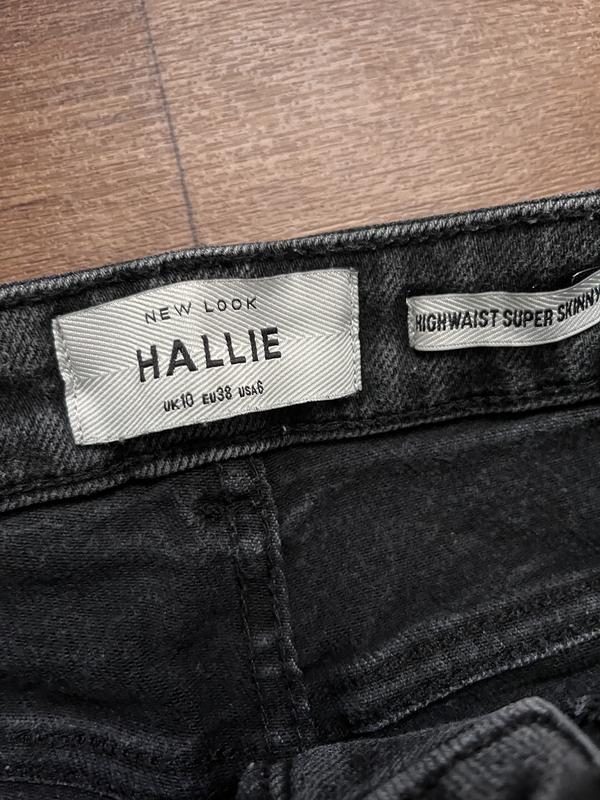 NEW LOOK
HALLIE
UK10 EU38 USA6
HIGHWAIST SUPER SKINNY